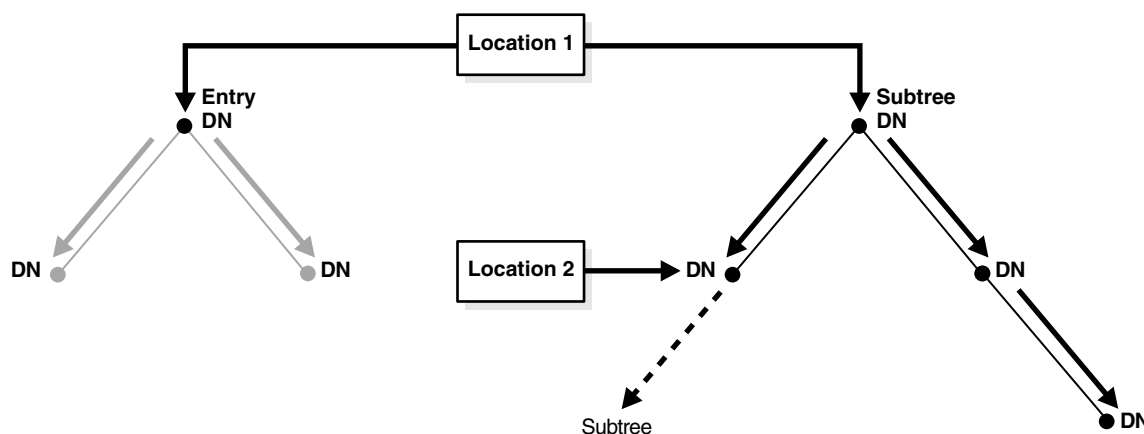 Location 1
Entry
DN
Subtree
DN
DN
DN
Location 2
DN
DN
Subtree
DN